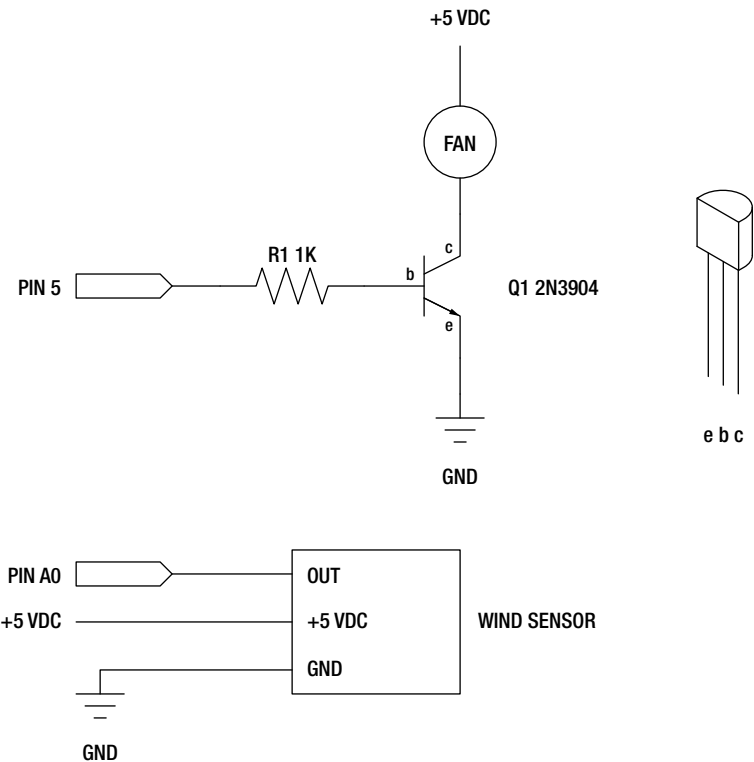 +5 VDC
FAN
c
R1 1K
b
PIN 5
Q1 2N3904
e
e b c
GND
PIN A0
OUT
+5 VDC
+5 VDC
WIND SENSOR
GND
GND